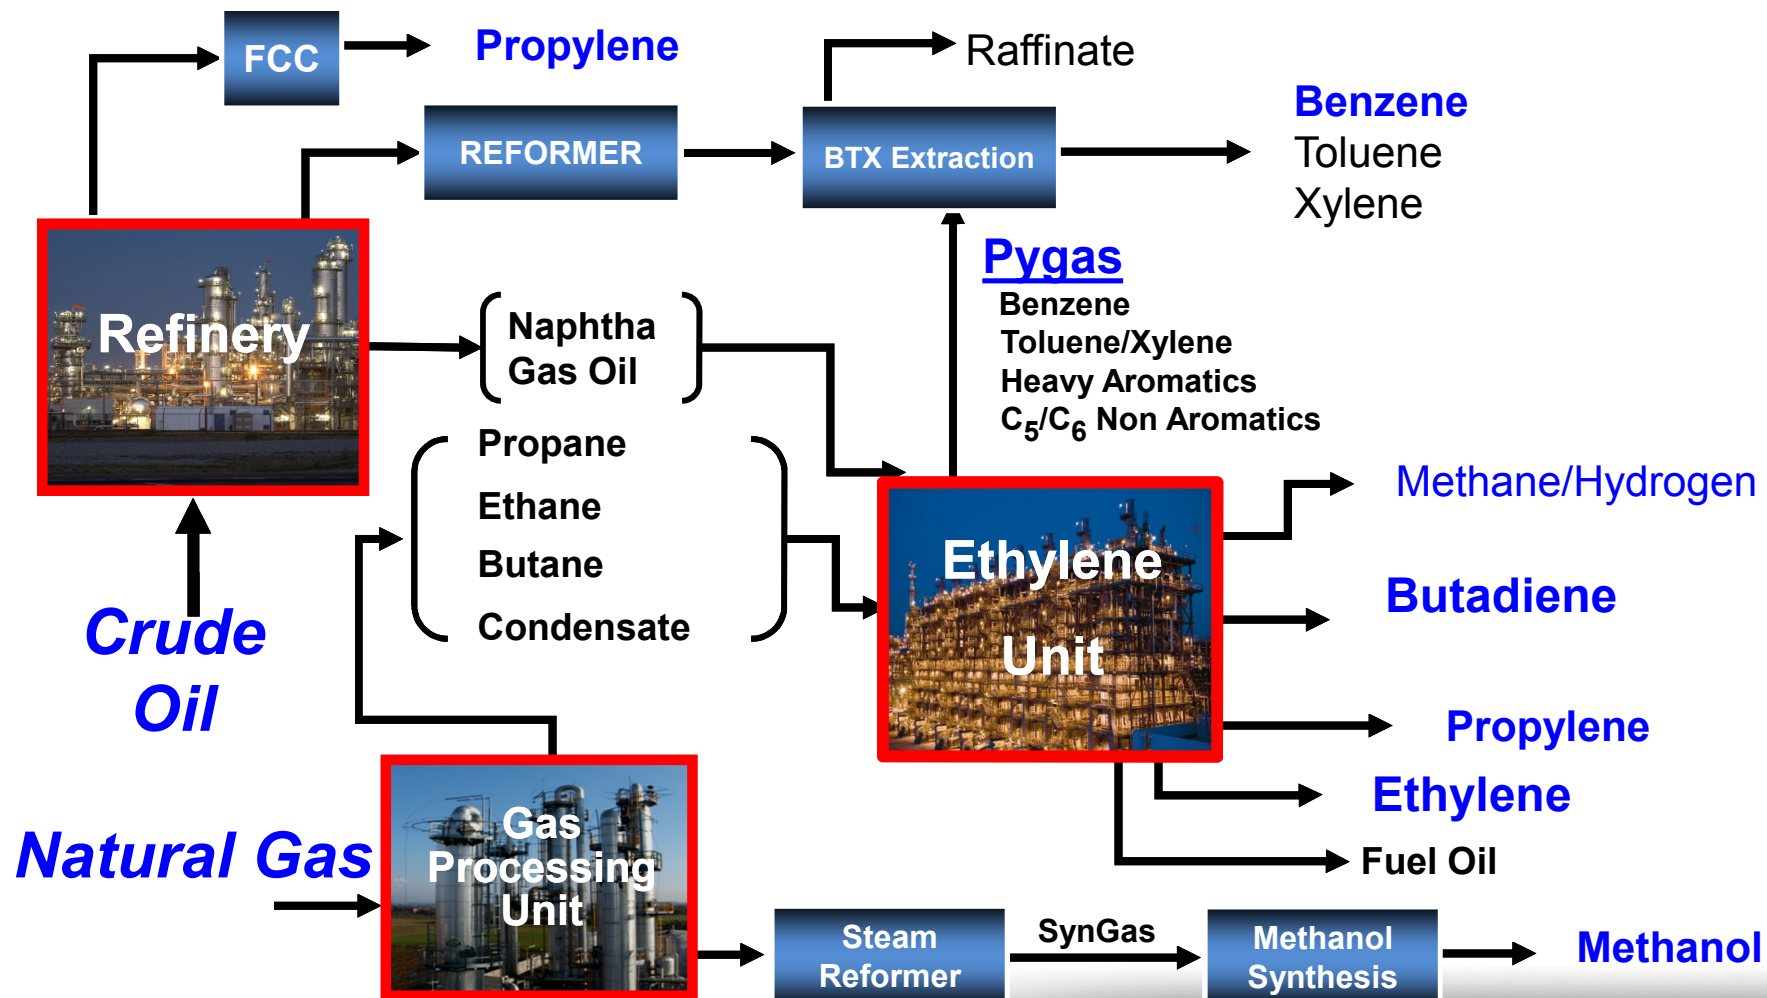 FCC
Propylene
Raffinate
REFORMER
BTX Extraction
Benzene
Toluene
Xylene
Pygas
Benzene
Toluene/Xylene
Heavy Aromatics
C5/C6 Non Aromatics
Refinery
Naphtha
Gas Oil
Propane
Ethane
Butane
Condensate
Crude
Oil
Ethylene
Unit
Methane/Hydrogen
Butadiene
Propylene
Ethylene
Fuel Oil
Natural Gas
Gas
Processing
Unit
Steam
Reformer
SynGas
Methanol
Synthesis
Methanol